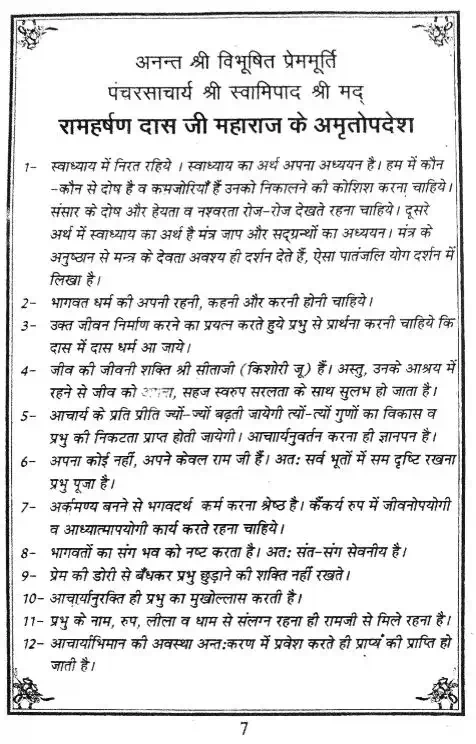 अनन्त श्री विभूषित प्रेममूर्ति
पंचरसाचार्य श्री स्वामिपाद श्री मद्
रामहर्षण दास जी महाराज के अमृतोपदेश
1- स्वाध्याय में निरत रहिये । स्वाध्याय का अर्थ अपना अध्ययन है। हम में कौन
-कौन से दोष है व कमजोरियाँ हैं उनको निकालने की कोशिश करना चाहिये।
संसार के दोष और हेयता व नश्वरता रोज-रोज देखते रहना चाहिये। दूसरे
अर्थ में स्वाध्याय का अर्थ है मंत्र जाप और सद्ग्रन्थों का अध्ययन। मंत्र के
अनुष्ठान से मन्त्र के देवता अवश्य ही दर्शन देते हैं, ऐसा पातंजलि योग दर्शन में
लिखा है।
2- भागवत धर्म की अपनी रहनी, कहनी और करनी होनी चाहिये।
3- उक्त जीवन निर्माण करने का प्रयत्न करते हुये प्रभु से प्रार्थना करनी चाहिये कि
दास में दास धर्म आ जाये।
4- जीव की जीवनी शक्ति श्री सीताजी (किशोरी जू) हैं। अस्तु, उनके आश्रय में
रहने से जीव को सहज स्वरुप सरलता के साथ सुलभ हो जाता है।
5- आचार्य के प्रति प्रीति ज्यों-ज्यों बढ़ती जायेगी त्यों-त्यों गुणों का विकास व
प्रभु की निकटता प्राप्त होती जायेगी। आचाार्यनुवर्तन करना ही ज्ञानपन है।
6- अपना कोई नहीं, अपने केवल राम जी हैं। अतः सर्व भूतों में सम दृष्टि रखना
प्रभु पूजा है।
7- अर्कमण्य बनने से भगवदर्थ कर्म करना श्रेष्ठ है। कैंकर्य रुप में जीवनोपयोगी
व आध्यात्मापयोगी कार्य करते रहना चाहिये।
8- भागवतों का संग भव को नष्ट करता है। अतः संत-संग सेवनीय है।
9- प्रेम की डोरी से बँधकर प्रभु छुड़ाने की शक्ति नहीं रखते।
10- आचार्यानुरक्ति ही प्रभु का मुखोल्लास करती है।
11- प्रभु के नाम, रुप, लीला व धाम से संलग्न रहना ही रामजी से मिले रहना है।
12- आचार्याभिमान की अवस्था अन्तःकरण में प्रवेश करते ही प्राप्यं की प्राप्ति हो
जाती है।
7